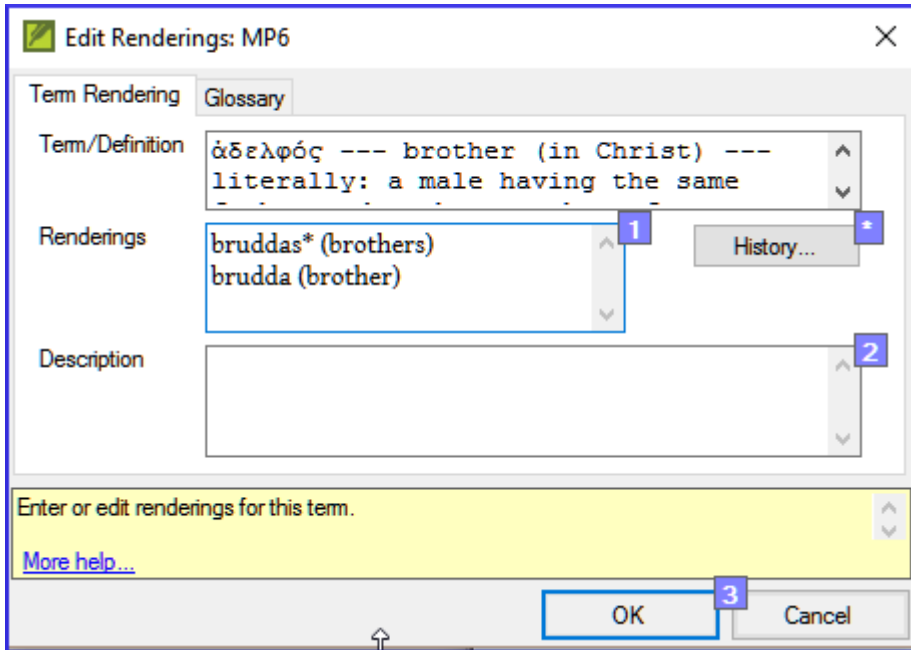 Edit Renderings: MP6
Term Rendering
Glossary
Term/Definition
ἀδελφός --- brother (in Christ) ---
literally: a male having the same
Renderings
bruddas* (brothers)
brudda (brother)
1
*
History...
Description
2
Enter or edit renderings for this term.
More help...
OK
3
Cancel